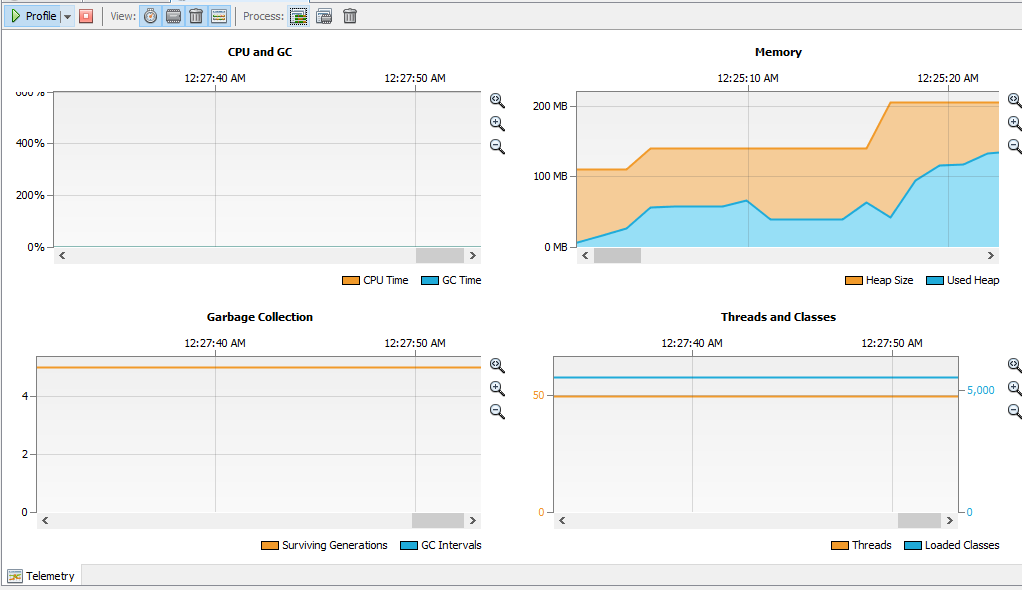 Profile View: Process:
CPU and GC
12:27:40 AM 12:27:50 AM
600%
400%
200%
0%
CPU Time GC Time
Memory
12:25:10 AM 12:25:20 AM
200 MB
100 MB
0 MB
Heap Size Used Heap
Garbage Collection
12:27:40 AM 12:27:50 AM
4
2
0
Surviving Generations GC Intervals
Threads and Classes
12:27:40 AM 12:27:50 AM
50 5,000
0 0
Threads Loaded Classes
Telemetry